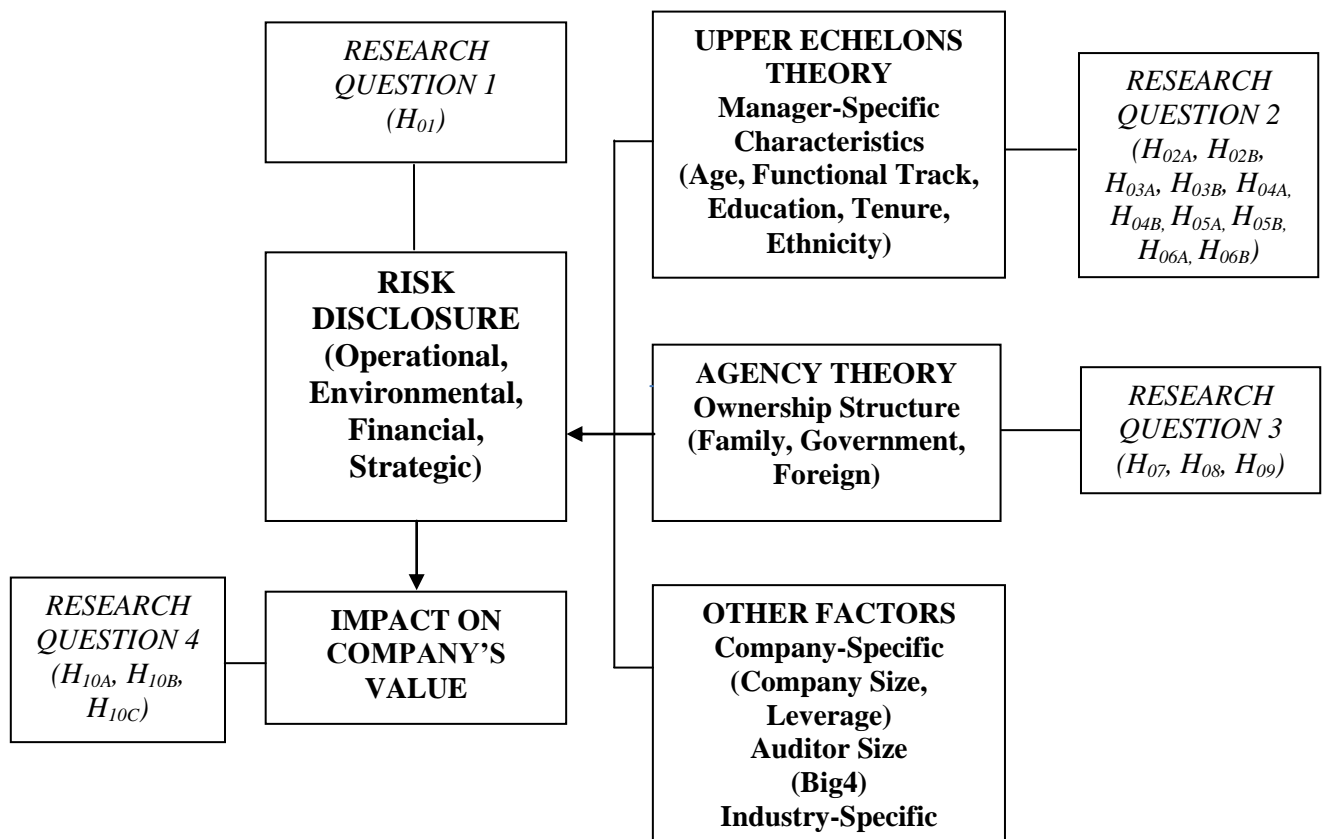 RESEARCH
QUESTION 1
(H01)
UPPER ECHELONS
THEORY
Manager-Specific
Characteristics
(Age, Functional Track,
Education, Tenure,
Ethnicity)
RESEARCH
QUESTION 2
(H02A, H02B,
H03A, H03B, H04A,
H04B, H05A, H05B,
H06A, H06B)
RISK
DISCLOSURE
(Operational,
Environmental,
Financial,
Strategic)
AGENCY THEORY
Ownership Structure
(Family, Government,
Foreign)
RESEARCH
QUESTION 3
(H07, H08, H09)
RESEARCH
QUESTION 4
(H10A, H10B,
H10C)
IMPACT ON
COMPANY’S
VALUE
OTHER FACTORS
Company-Specific
(Company Size,
Leverage)
Auditor Size
(Big4)
Industry-Specific